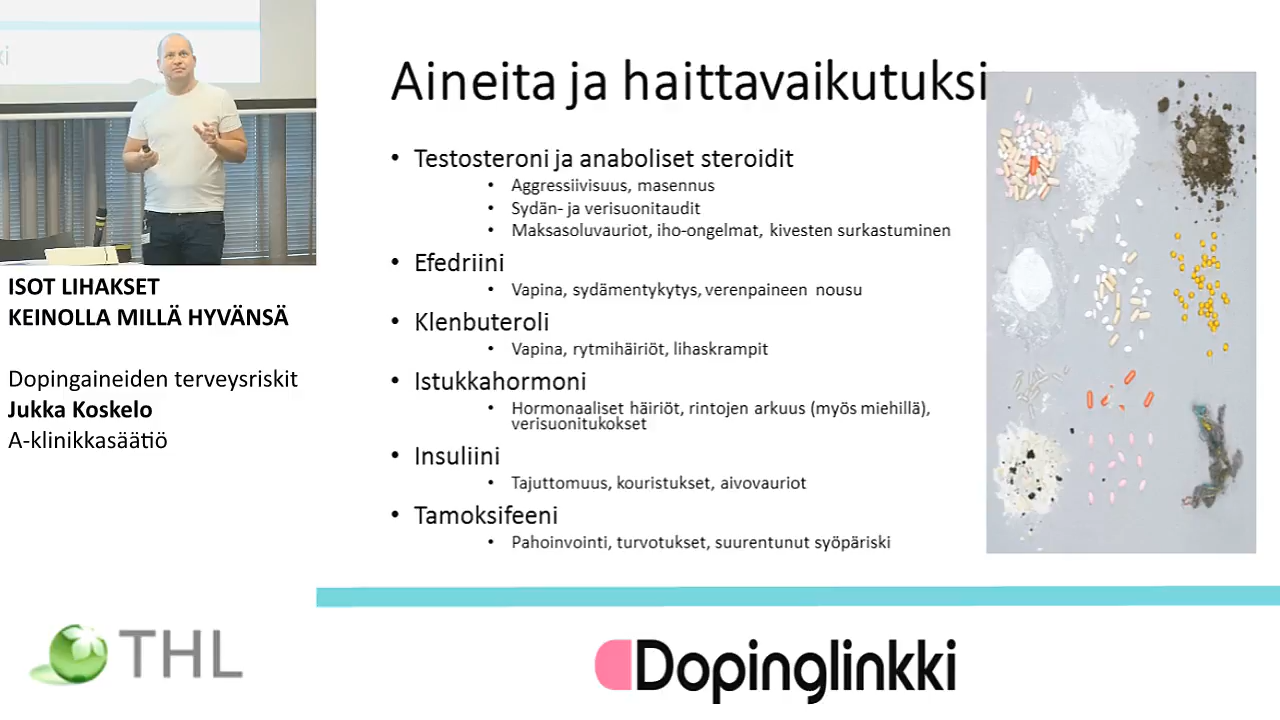 ki
ISOT LIHAKSET
KEINOLLA MILLÄ HYVÄNSÄ
Dopingaineiden terveysriskit
Jukka Koskelo
A-klinikkasäätiö
THL
Aineita ja haittavaikutuksi
• Testosteroni ja anaboliset steroidit
• Aggressiivisuus, masennus
• Sydän- ja verisuonitaudit
• Maksasoluvauriot, iho-ongelmat, kivesten surkastuminen
• Efedriini
• Vapina, sydämentykytys, verenpaineen nousu
• Klenbuteroli
• Vapina, rytmihäiriöt, lihaskrampit
• Istukkahormoni
• Hormonaaliset häiriöt, rintojen arkuus (myös miehillä),
verisuonitukokset
• Insuliini
• Tajuttomuus, kouristukset, aivovauriot
• Tamoksifeeni
• Pahoinvointi, turvotukset, suurentunut syöpäriski
Dopinglinkki